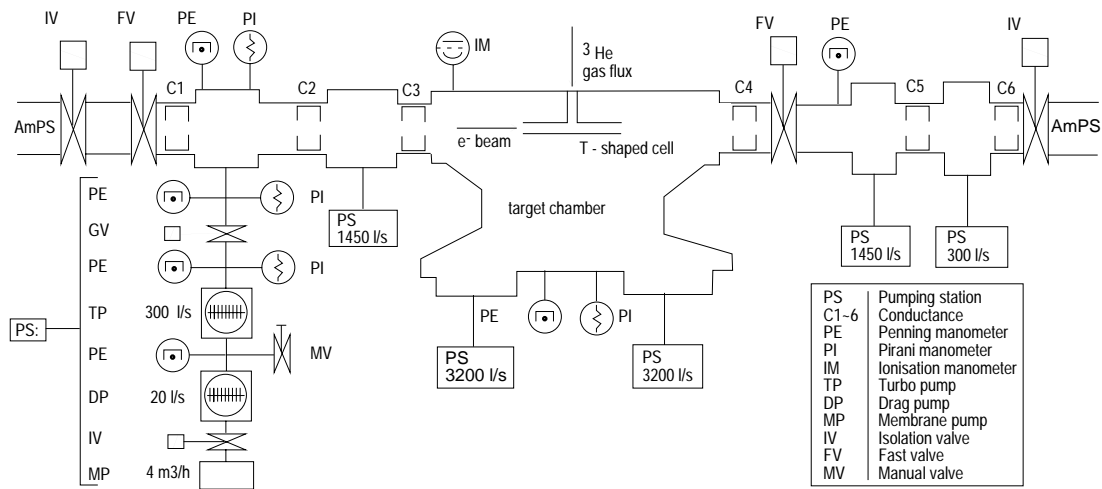 IV
FV
PE
PI
IM
3 He
gas flux
FV
PE
IV
C1
C2
C3
C4
C5
C6
AmPS
e- beam
T - shaped cell
AmPS
target chamber
PE
PI
GV
PE
PI
TP
300 l/s
PS:
PE
MV
DP
20 l/s
IV
MP
4 m3/h
PS
1450 l/s
PE
PI
PS
3200 l/s
PS
3200 l/s
PS
1450 l/s
PS
300 l/s
PS Pumping station
C1~6 Conductance
PE Penning manometer
PI Pirani manometer
IM Ionisation manometer
TP Turbo pump
DP Drag pump
MP Membrane pump
IV Isolation valve
FV Fast valve
MV Manual valve